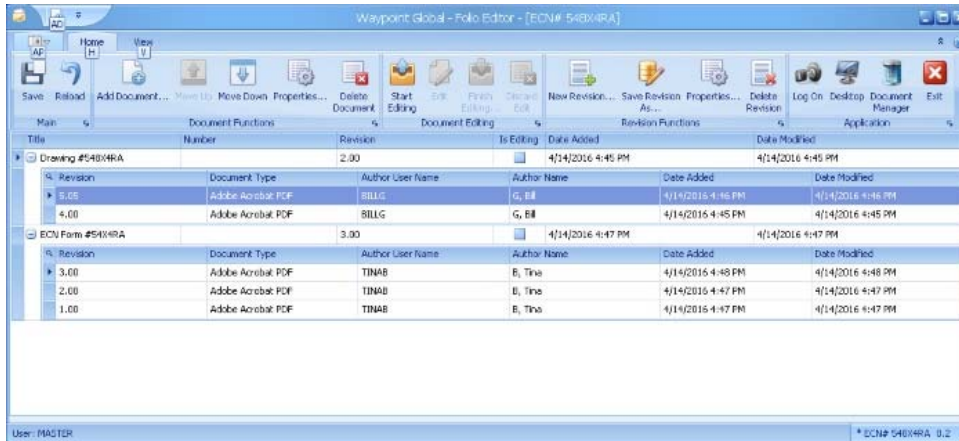 Waypoint Global - Folio Editor - [ECN# 548X4RA]
AD
AP
Home View
H V
Save Reload Add Document... Move Up Move Down Properties... Delete Document Start Editing Edit Finish Editing... Discard Edit New Revision... Save Revision As... Properties... Delete Revision Log On Desktop Document Manager Exit
Main Document Functions Document Editing Revision Functions Application
Title Number Revision Is Editing Date Added Date Modified
Drawing #548X4RA 2.00 4/14/2016 4:45 PM 4/14/2016 4:45 PM
Revision Document Type Author User Name Author Name Date Added Date Modified
5.05 Adobe Acrobat PDF BILLG G, Bill 4/14/2016 4:46 PM 4/14/2016 4:46 PM
4.00 Adobe Acrobat PDF BILLG G, Bill 4/14/2016 4:45 PM 4/14/2016 4:45 PM
ECN Form #54X4RA 3.00 4/14/2016 4:47 PM 4/14/2016 4:47 PM
Revision Document Type Author User Name Author Name Date Added Date Modified
3.00 Adobe Acrobat PDF TINAB B, Tina 4/14/2016 4:48 PM 4/14/2016 4:48 PM
2.00 Adobe Acrobat PDF TINAB B, Tina 4/14/2016 4:47 PM 4/14/2016 4:47 PM
1.00 Adobe Acrobat PDF TINAB B, Tina 4/14/2016 4:47 PM 4/14/2016 4:47 PM
User: MASTER * ECN# 548X4RA 8.2